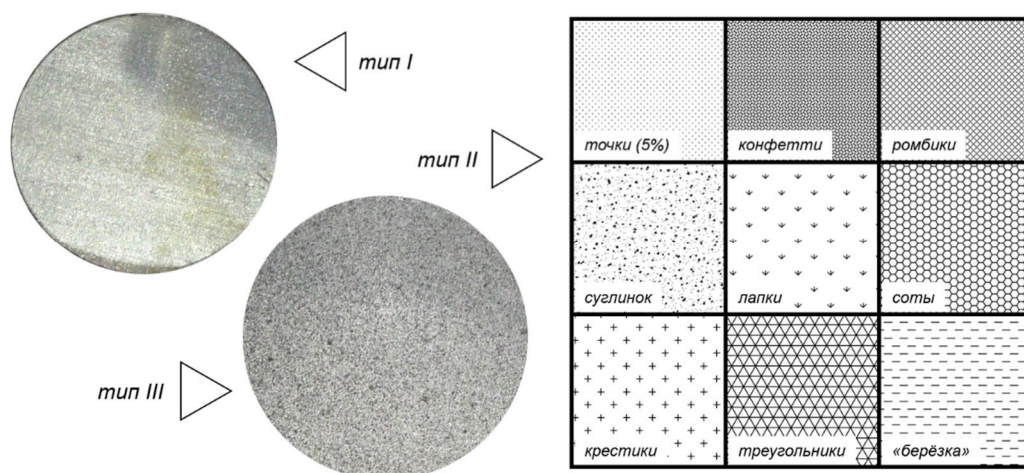 тип I
тип II
тип III
точки (5%)
конфетти
ромбики
суглинок
лапки
соты
крестики
треугольники
«берёзка»